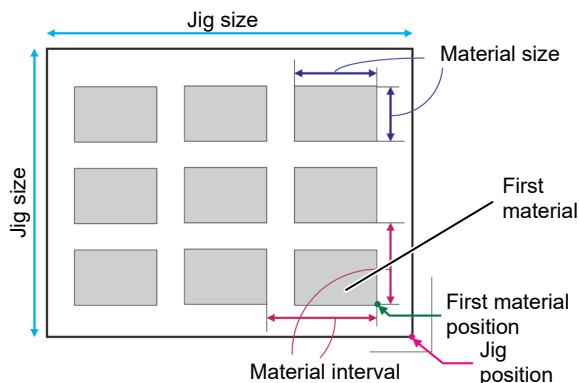 Jig size
Material size
Jig size
First
material
First material
position
Jig
position
Material interval